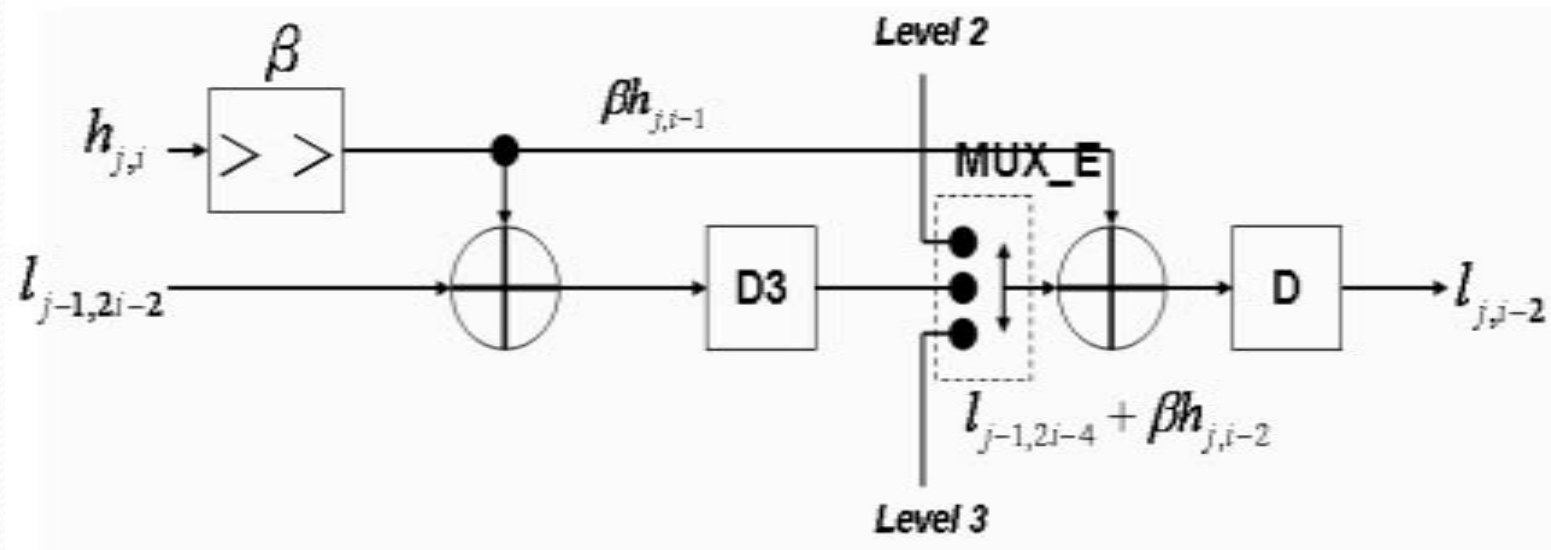 Level 2
β
βh_{j,i-1}
h_{j,i}
> >
MUX_E
l_{j-1,2i-2}
D3
D
l_{j,i-2}
l_{j-1,2i-4} + βh_{j,i-2}
Level 3